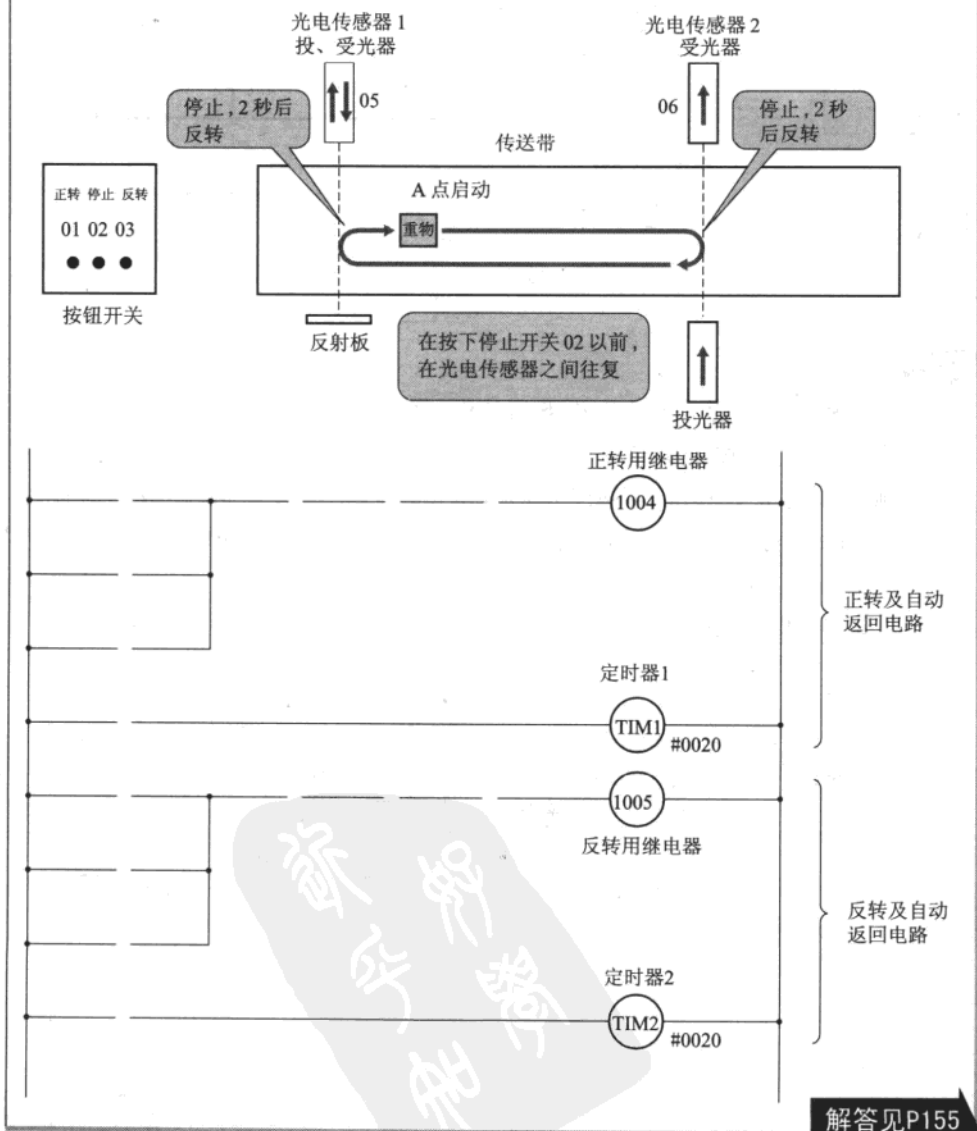 光电传感器1
投、受光器
光电传感器2
受光器
05
06
停止,2秒后
反转
停止,2秒
后反转
传送带
A 点启动
重物
正转 停止 反转
01 02 03
按钮开关
反射板
在按下停止开关02以前,
在光电传感器之间往复
投光器
正转用继电器
1004
正转及自动
返回电路
定时器1
TIM1
#0020
1005
反转用继电器
反转及自动
返回电路
定时器2
TIM2
#0020
解答见P155